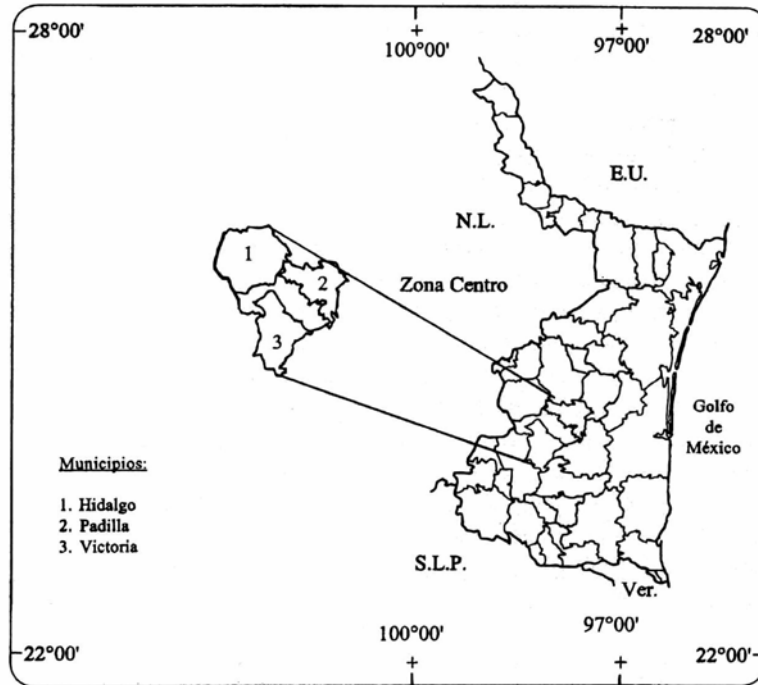 28°00' 100°00' 97°00' 28°00'
E.U.
N.L.
1
2
Zona Centro
3
Golfo
de
México
Municipios:
1. Hidalgo
2. Padilla
3. Victoria
S.L.P.
Ver.
100°00' 97°00'
22°00' 22°00'